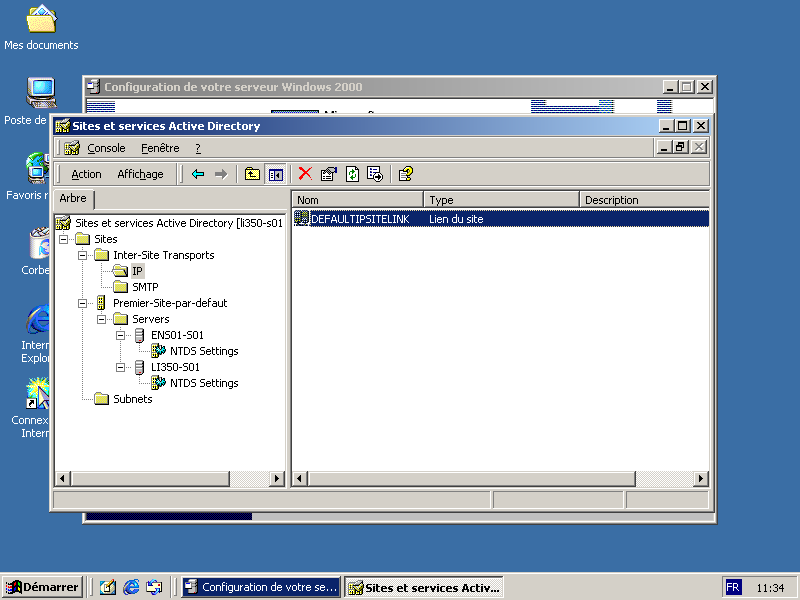 Mes documents
Configuration de votre serveur Windows 2000
Poste de
Sites et services Active Directory
Console Fenêtre ?
Action Affichage
Favoris r
Arbre
Nom Type Description
Sites et services Active Directory [li350-s01
DEFAULTIPSITELINK Lien du site
Sites
Inter-Site Transports
IP
SMTP
Corbe
Premier-Site-par-defaut
Servers
ENS01-S01
NTDS Settings
LI350-S01
NTDS Settings
Subnets
Intern
Explo
Connex
Intern
Démarrer
Configuration de votre se...
Sites et services Activ...
FR 11:34